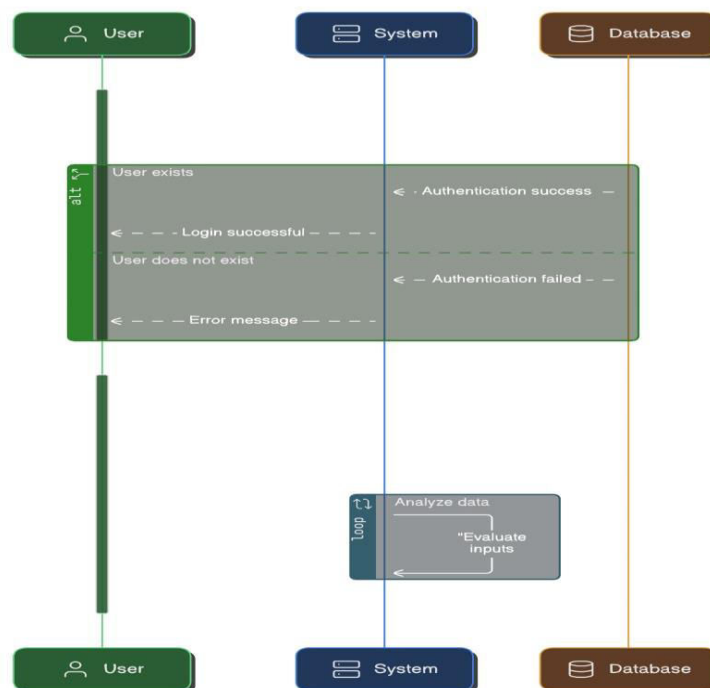 User System Database
alt
User exists
Authentication success
Login successful
User does not exist
Authentication failed
Error message
loop
Analyze data
"Evaluate
inputs
User System Database